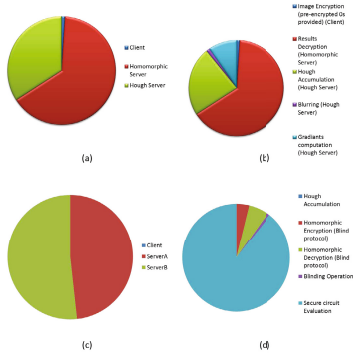 Client
Homomorphic
Server
Hough Server
(a)
Image Encryption
(pre-encrypted 0s
provided) (Client)
Results
Decryption
(Homomorphic
Server)
Hough
Accumulation
(Hough Server)
Blurring (Hough
Server)
Gradiants
computation
(Hough Server)
(b)
Client
ServerA
ServerB
(c)
Hough
Accumulation
Homomorphic
Encryption (Blind
protocol)
Homomorphic
Decryption (Blind
protocol)
Blinding Operation
Secure circuit
Evaluation
(d)